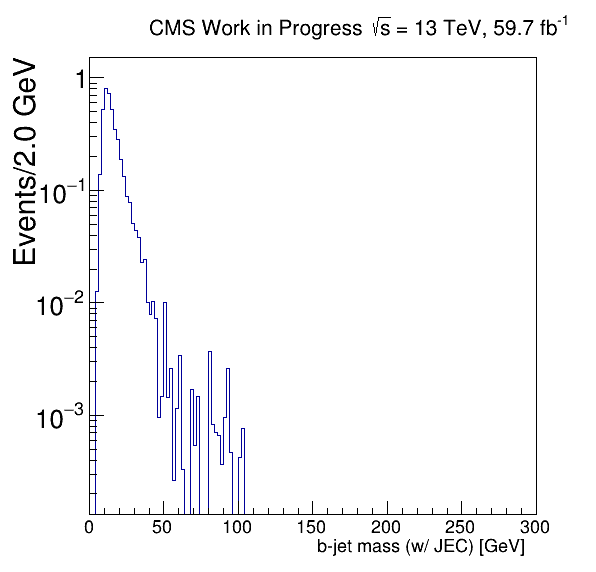 CMS Work in Progress √s = 13 TeV, 59.7 fb⁻¹
Events/2.0 GeV
1
10⁻¹
10⁻²
10⁻³
0 50 100 150 200 250 300
b-jet mass (w/ JEC) [GeV]